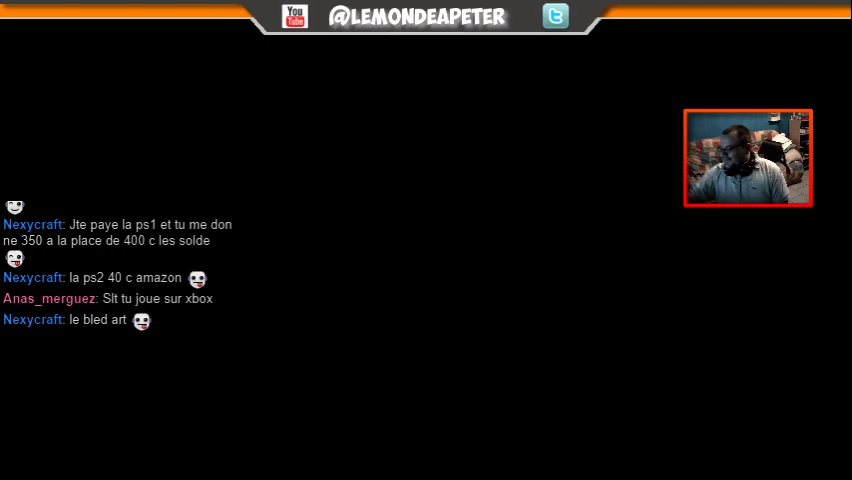 You
Tube
@LEMONDEAPETER
Nexycraft: Jte paye la ps1 et tu me don
ne 350 a la place de 400 c les solde
Nexycraft: la ps2 40 c amazon
Anas_merguez: Slt tu joue sur xbox
Nexycraft: le bled art